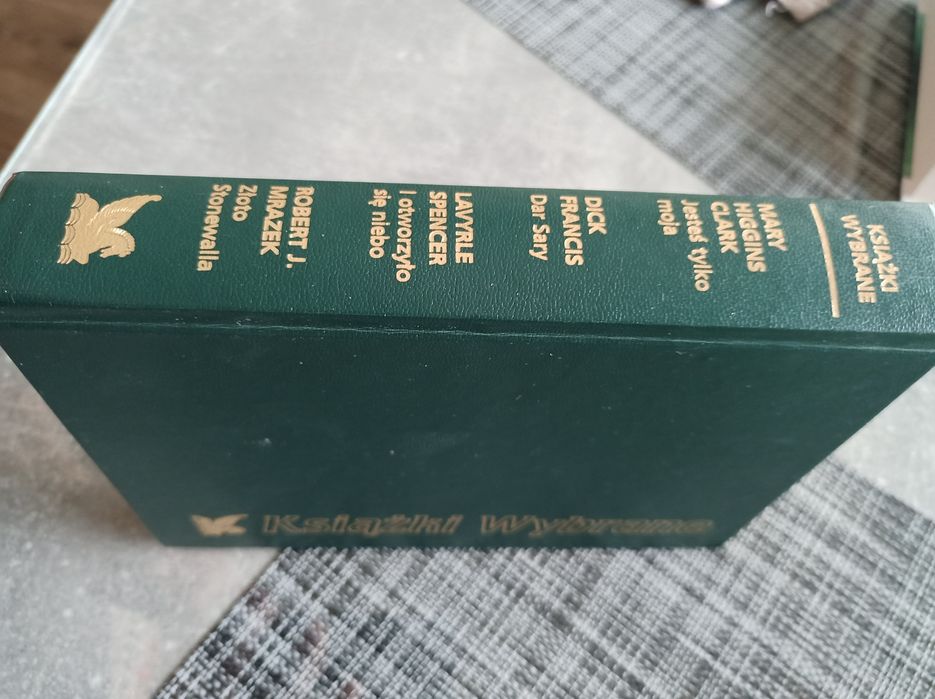 KSIĄŻKI
WYBRANE
MARY
HIGGINS
CLARK
Jesteś tylko
moja
DICK
FRANCIS
Dar Sary
LAVYRLE
SPENCER
I otworzyło
się niebo
ROBERT J.
MRAZEK
Złoto
Stonewalla
Książki Wybrane